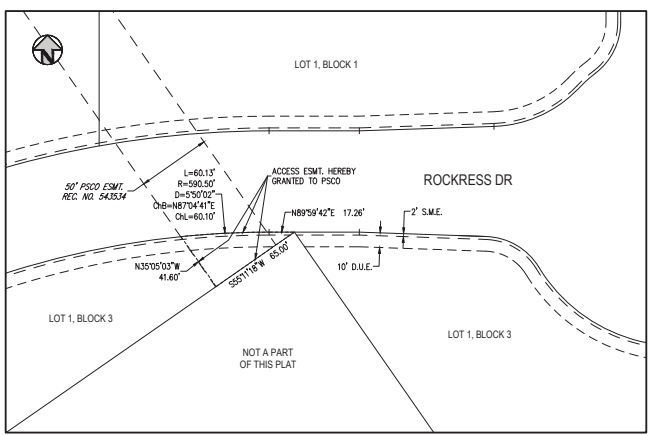 N
LOT 1, BLOCK 1
50' PSCO ESMT.
REC. NO. 543534
L=60.13'
R=590.50'
D=5°50'02"
ChB=N87°04'41"E
ChL=60.10'
ACCESS ESMT. HEREBY
GRANTED TO PSCO
ROCKRESS DR
N89°59'42"E 17.26'
2' S.M.E.
N35°05'03"W
41.60'
S55°11'18"W 65.00'
10' D.U.E.
LOT 1, BLOCK 3
NOT A PART
OF THIS PLAT
LOT 1, BLOCK 3